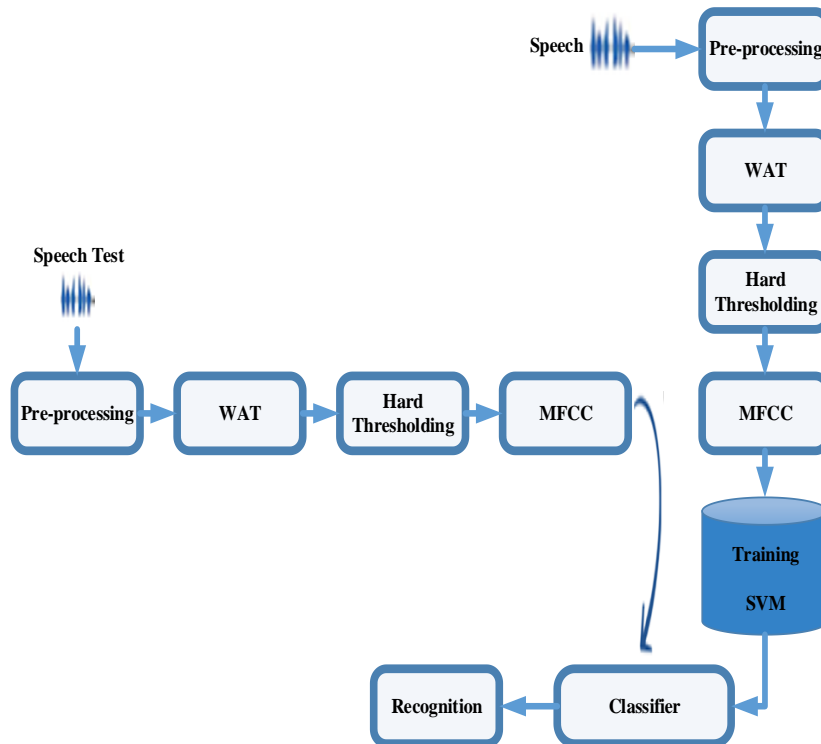 Speech
Pre-processing
WAT
Hard
Thresholding
MFCC
Training
SVM
Speech Test
Pre-processing
WAT
Hard
Thresholding
MFCC
Classifier
Recognition